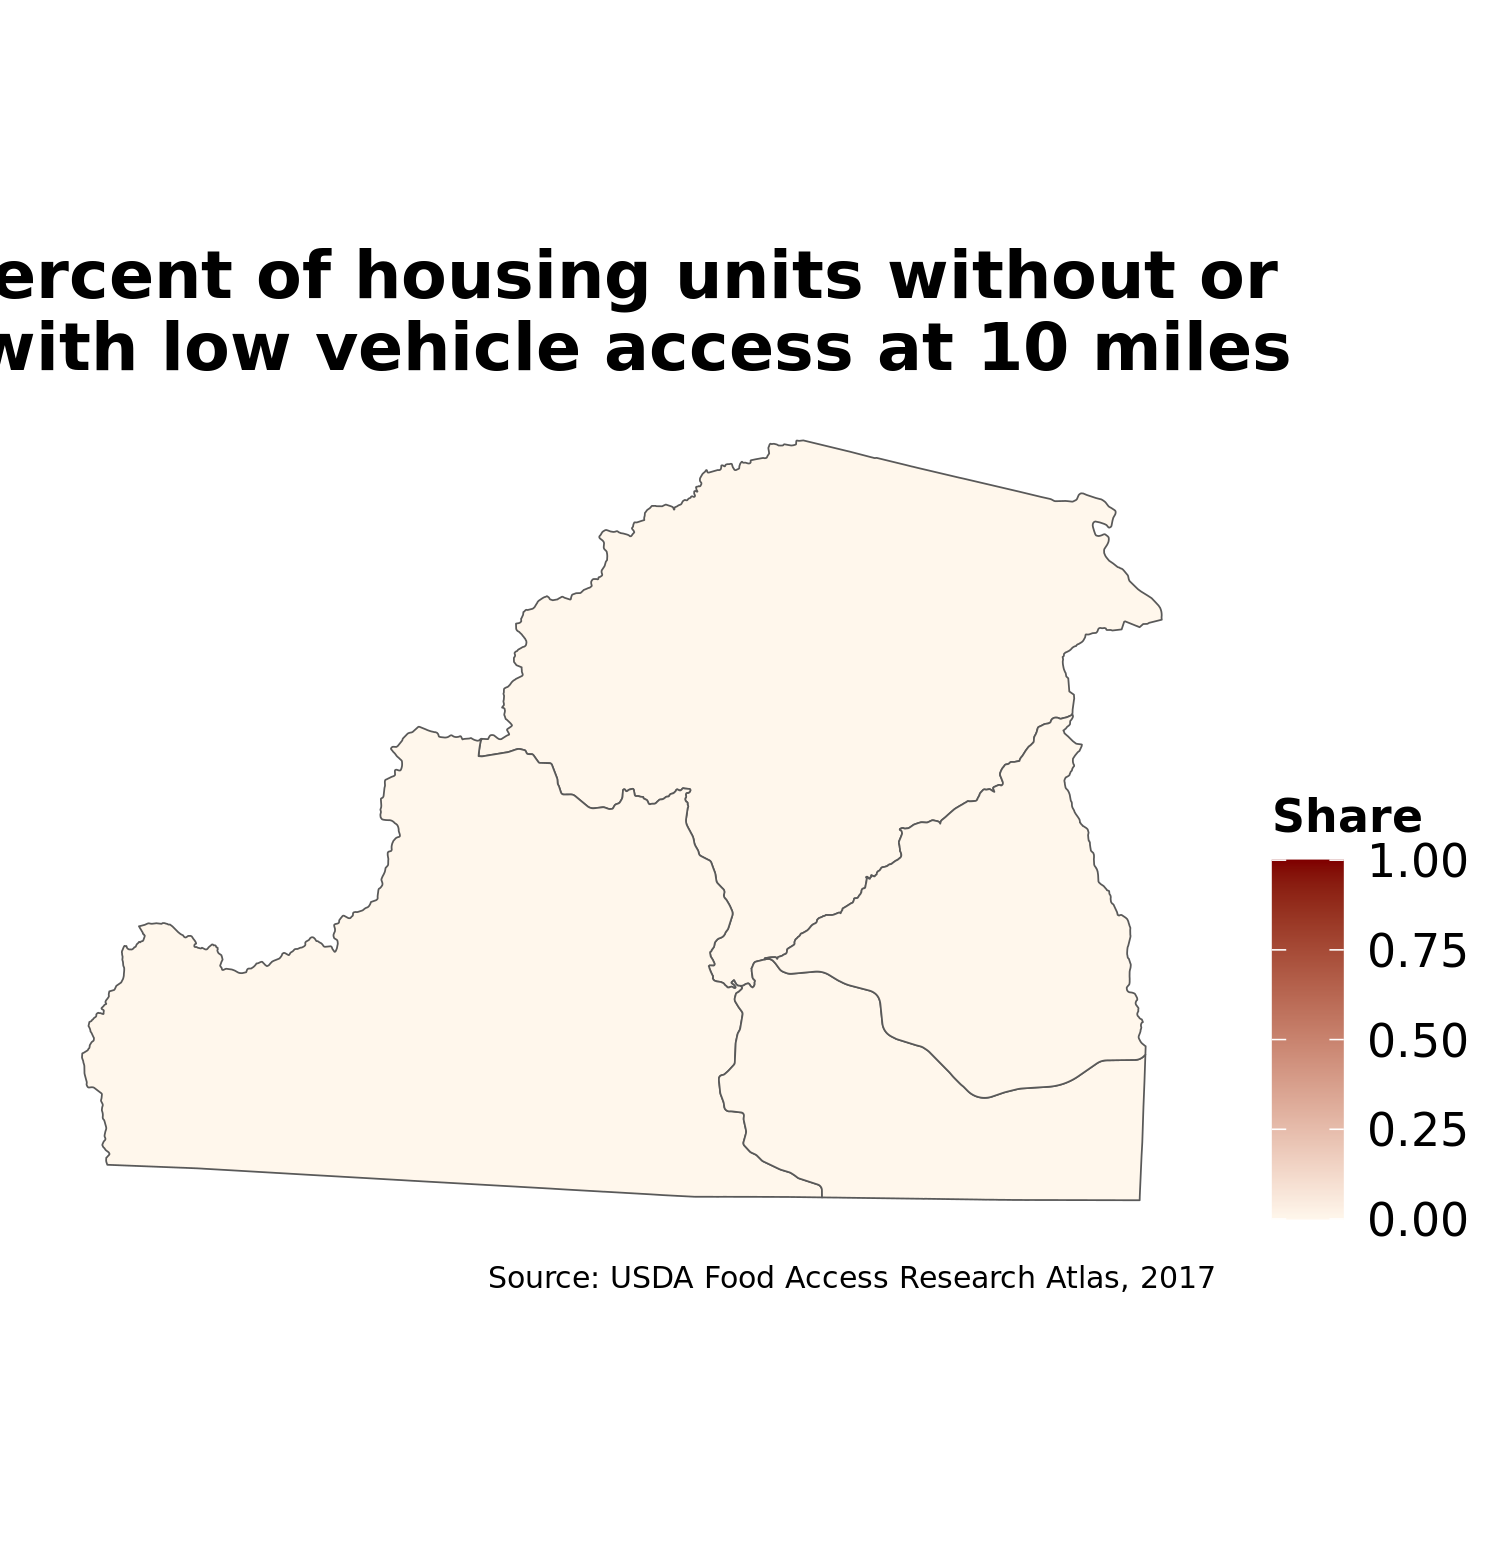 ercent of housing units without or
with low vehicle access at 10 miles
Share
1.00
0.75
0.50
0.25
0.00
Source: USDA Food Access Research Atlas, 2017